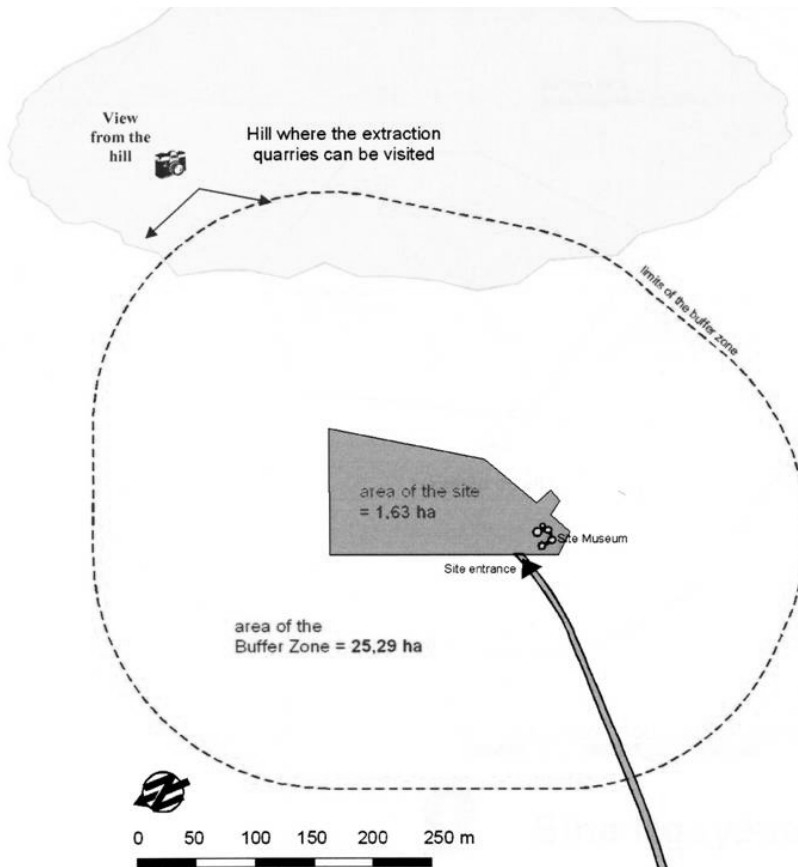 View
from the
hill
Hill where the extraction
quarries can be visited
limits of the buffer zone
area of the site
= 1,63 ha
Site Museum
Site entrance
area of the
Buffer Zone = 25,29 ha
0 50 100 150 200 250 m